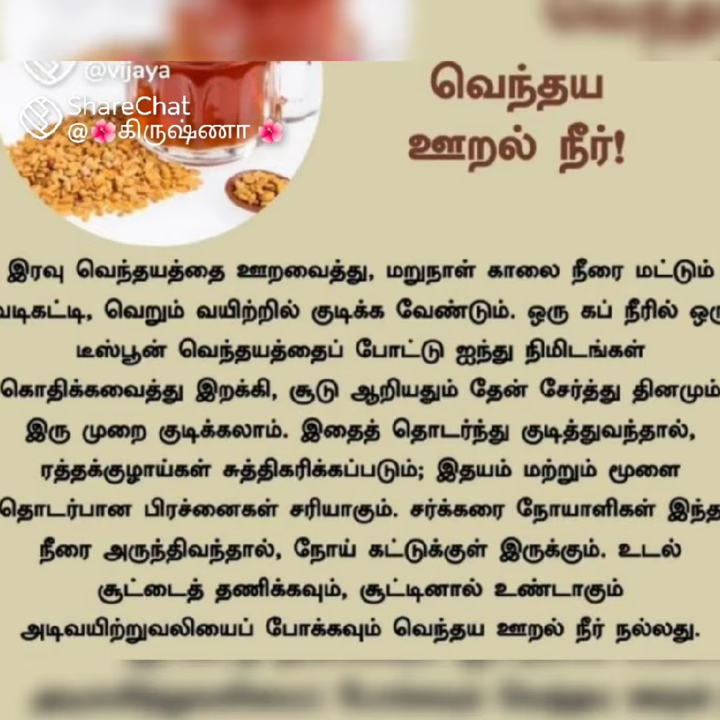 @vijaya
ShareChat
@🌺கிருஷ்ணா🌺
வெந்தய
ஊறல் நீர்!
இரவு வெந்தயத்தை ஊறவைத்து, மறுநாள் காலை நீரை மட்டும்
வடிகட்டி, வெறும் வயிற்றில் குடிக்க வேண்டும். ஒரு கப் நீரில் ஒரு
டீஸ்பூன் வெந்தயத்தைப் போட்டு ஐந்து நிமிடங்கள்
கொதிக்கவைத்து இறக்கி, சூடு ஆறியதும் தேன் சேர்த்து தினமும்
இரு முறை குடிக்கலாம். இதைத் தொடர்ந்து குடித்துவந்தால்,
ரத்தக்குழாய்கள் சுத்திகரிக்கப்படும்; இதயம் மற்றும் மூளை
தொடர்பான பிரச்னைகள் சரியாகும். சர்க்கரை நோயாளிகள் இந்த
நீரை அருந்திவந்தால், நோய் கட்டுக்குள் இருக்கும். உடல்
சூட்டைத் தணிக்கவும், சூட்டினால் உண்டாகும்
அடிவயிற்றுவலியைப் போக்கவும் வெந்தய ஊறல் நீர் நல்லது.